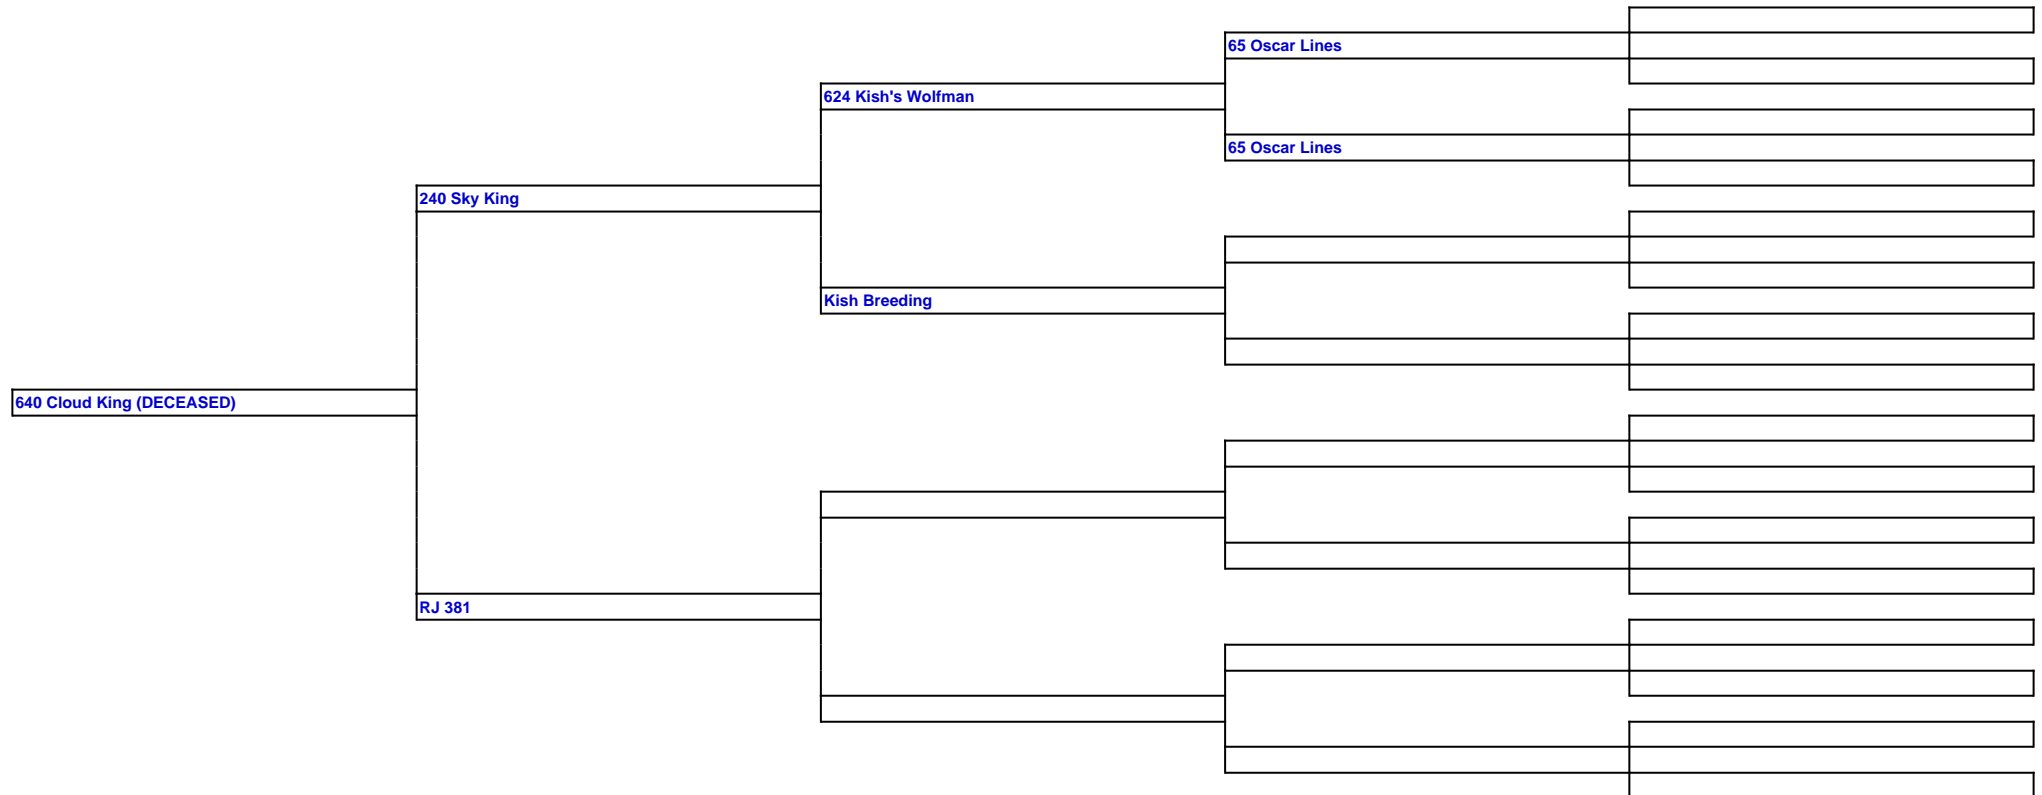 65 Oscar Lines
624 Kish's Wolfman
65 Oscar Lines
240 Sky King
Kish Breeding
640 Cloud King (DECEASED)
RJ 381